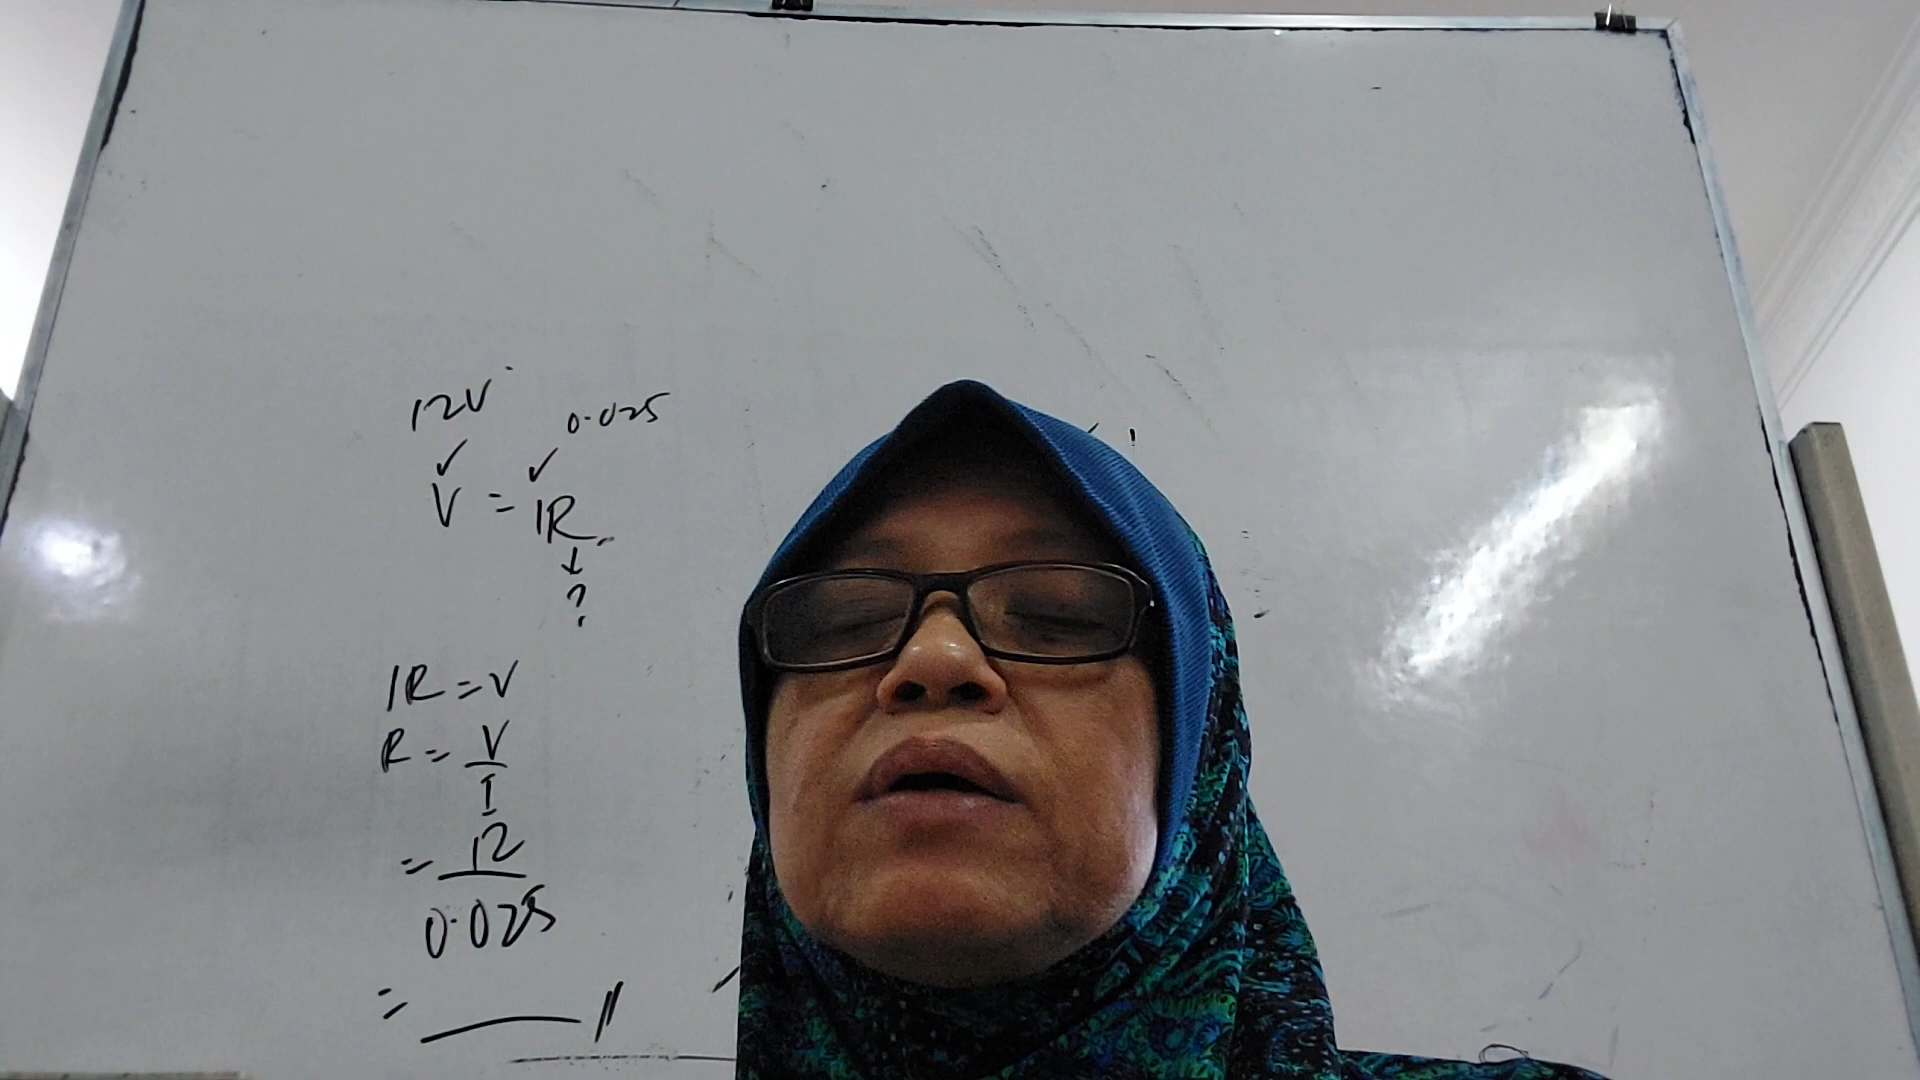 12V
0.025
✓ ✓
V = IR
↓
?
IR = V
R = V/I
= 12/0.025
= ____ //